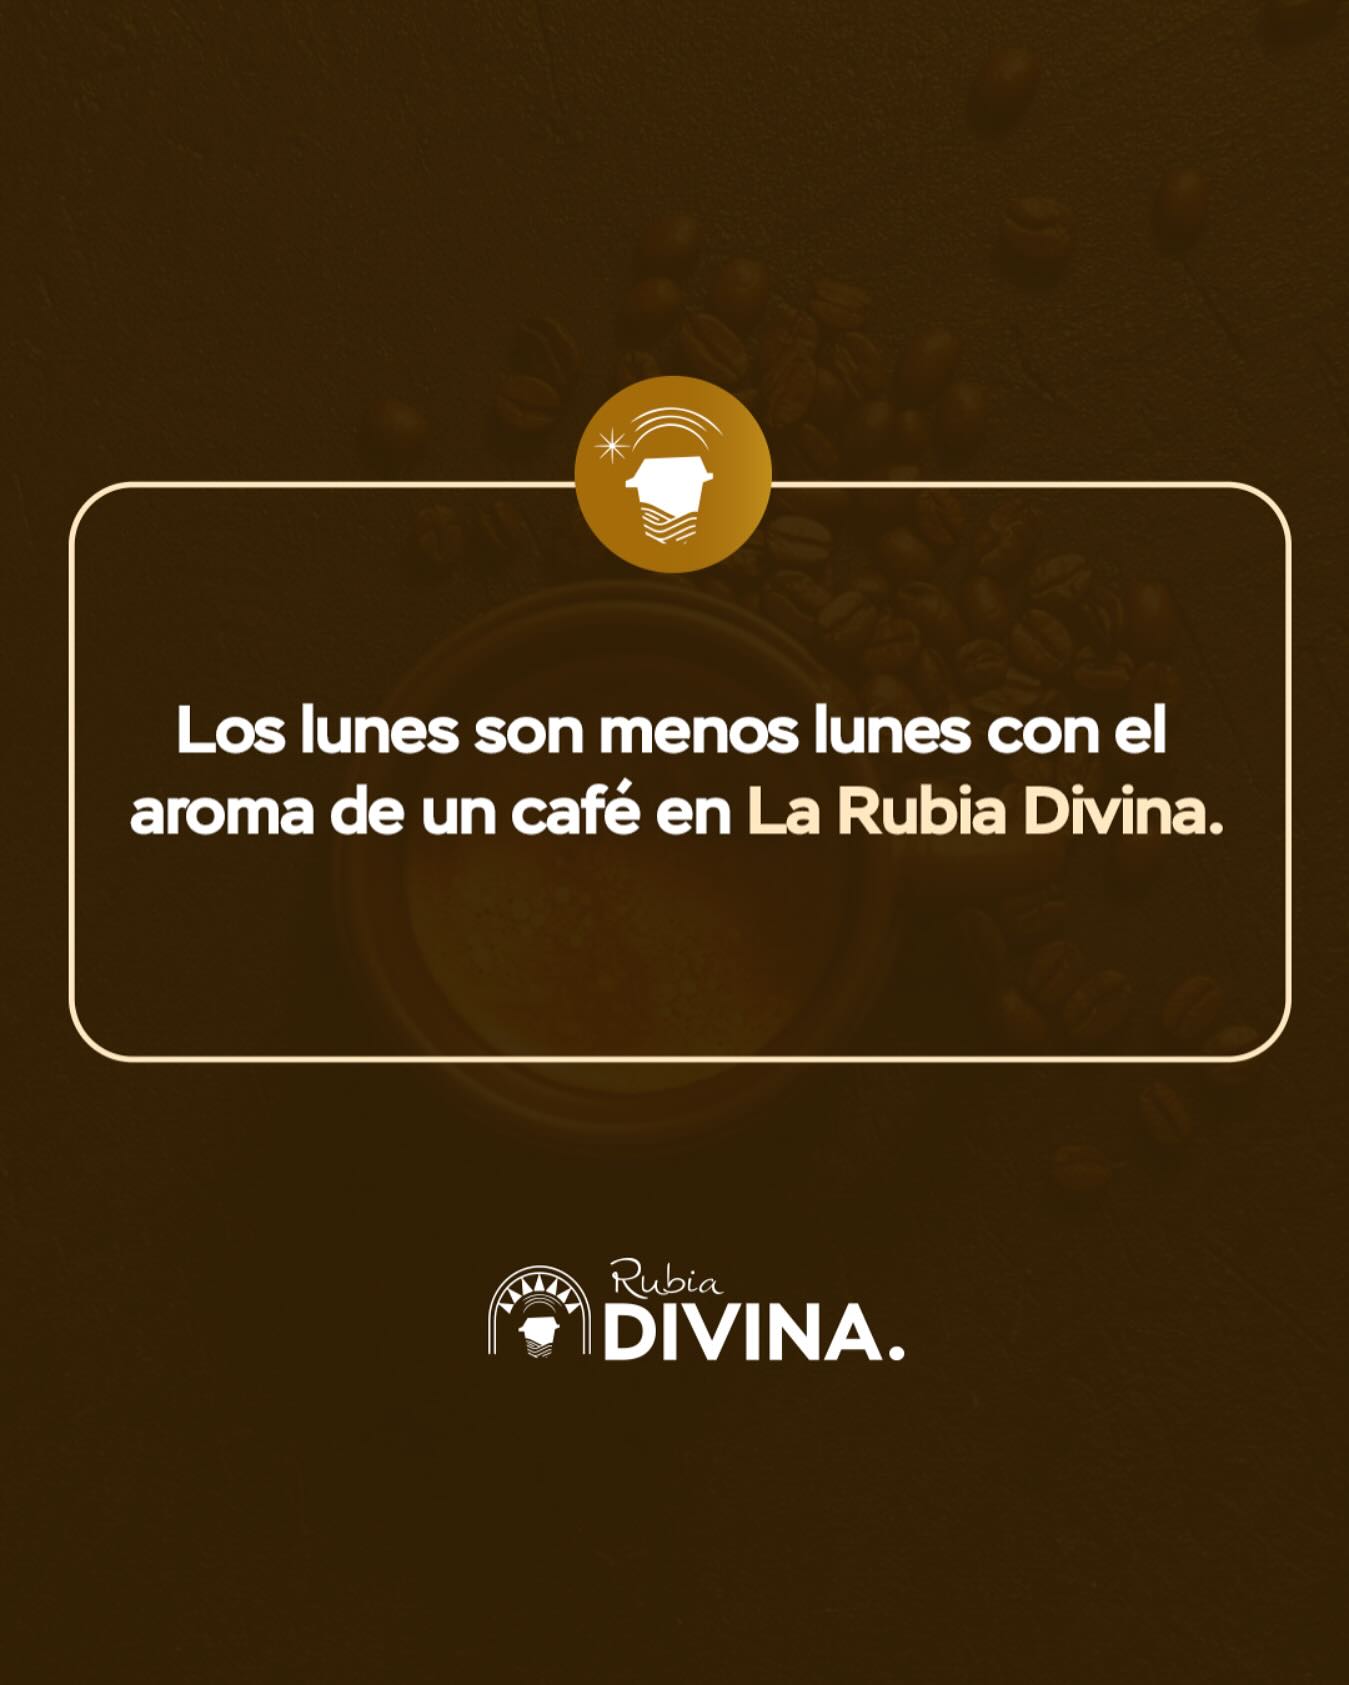 Los lunes son menos lunes con el
aroma de un café en La Rubia Divina.
Rubia
DIVINA.